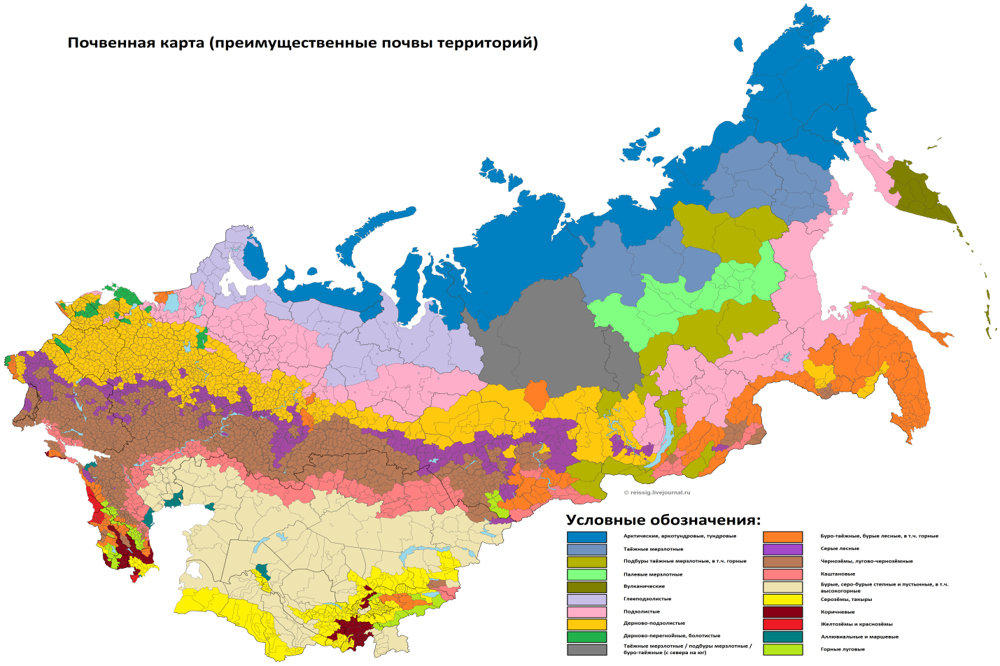 Почвенная карта (преимущественные почвы территорий)
© reissig.livejournal.ru
Условные обозначения:
Арктические, аркотундровые, тундровые
Таёжные мерзлотные
Подбуры таёжные мерзлотные, в т.ч. горные
Палевые мерзлотные
Вулканические
Глееподзолистые
Подзолистые
Дерново-подзолистые
Дерново-перегнойные, болотистые
Таёжные мерзлотные / подбуры мерзлотные /
буро-таёжные (с севера на юг)
Буро-таёжные, бурые лесные, в т.ч. горные
Серые лесные
Чернозёмы, лугово-чернозёмные
Каштановые
Бурые, серо-бурые степные и пустынные, в т.ч.
высокогорные
Серозёмы, такыры
Коричневые
Желтозёмы и краснозёмы
Аллювиальные и маршевые
Горные луговые